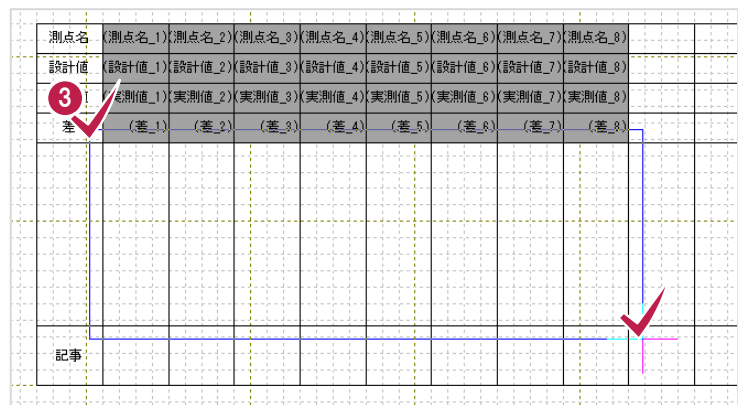 測点名 (測点名_1)(測点名_2)(測点名_3)(測点名_4)(測点名_5)(測点名_6)(測点名_7)(測点名_8)
設計値 (設計値_1)(設計値_2)(設計値_3)(設計値_4)(設計値_5)(設計値_6)(設計値_7)(設計値_8)
3 (実測値_1)(実測値_2)(実測値_3)(実測値_4)(実測値_5)(実測値_6)(実測値_7)(実測値_8)
差 (差_1) (差_2) (差_3) (差_4) (差_5) (差_6) (差_7) (差_8)
記事